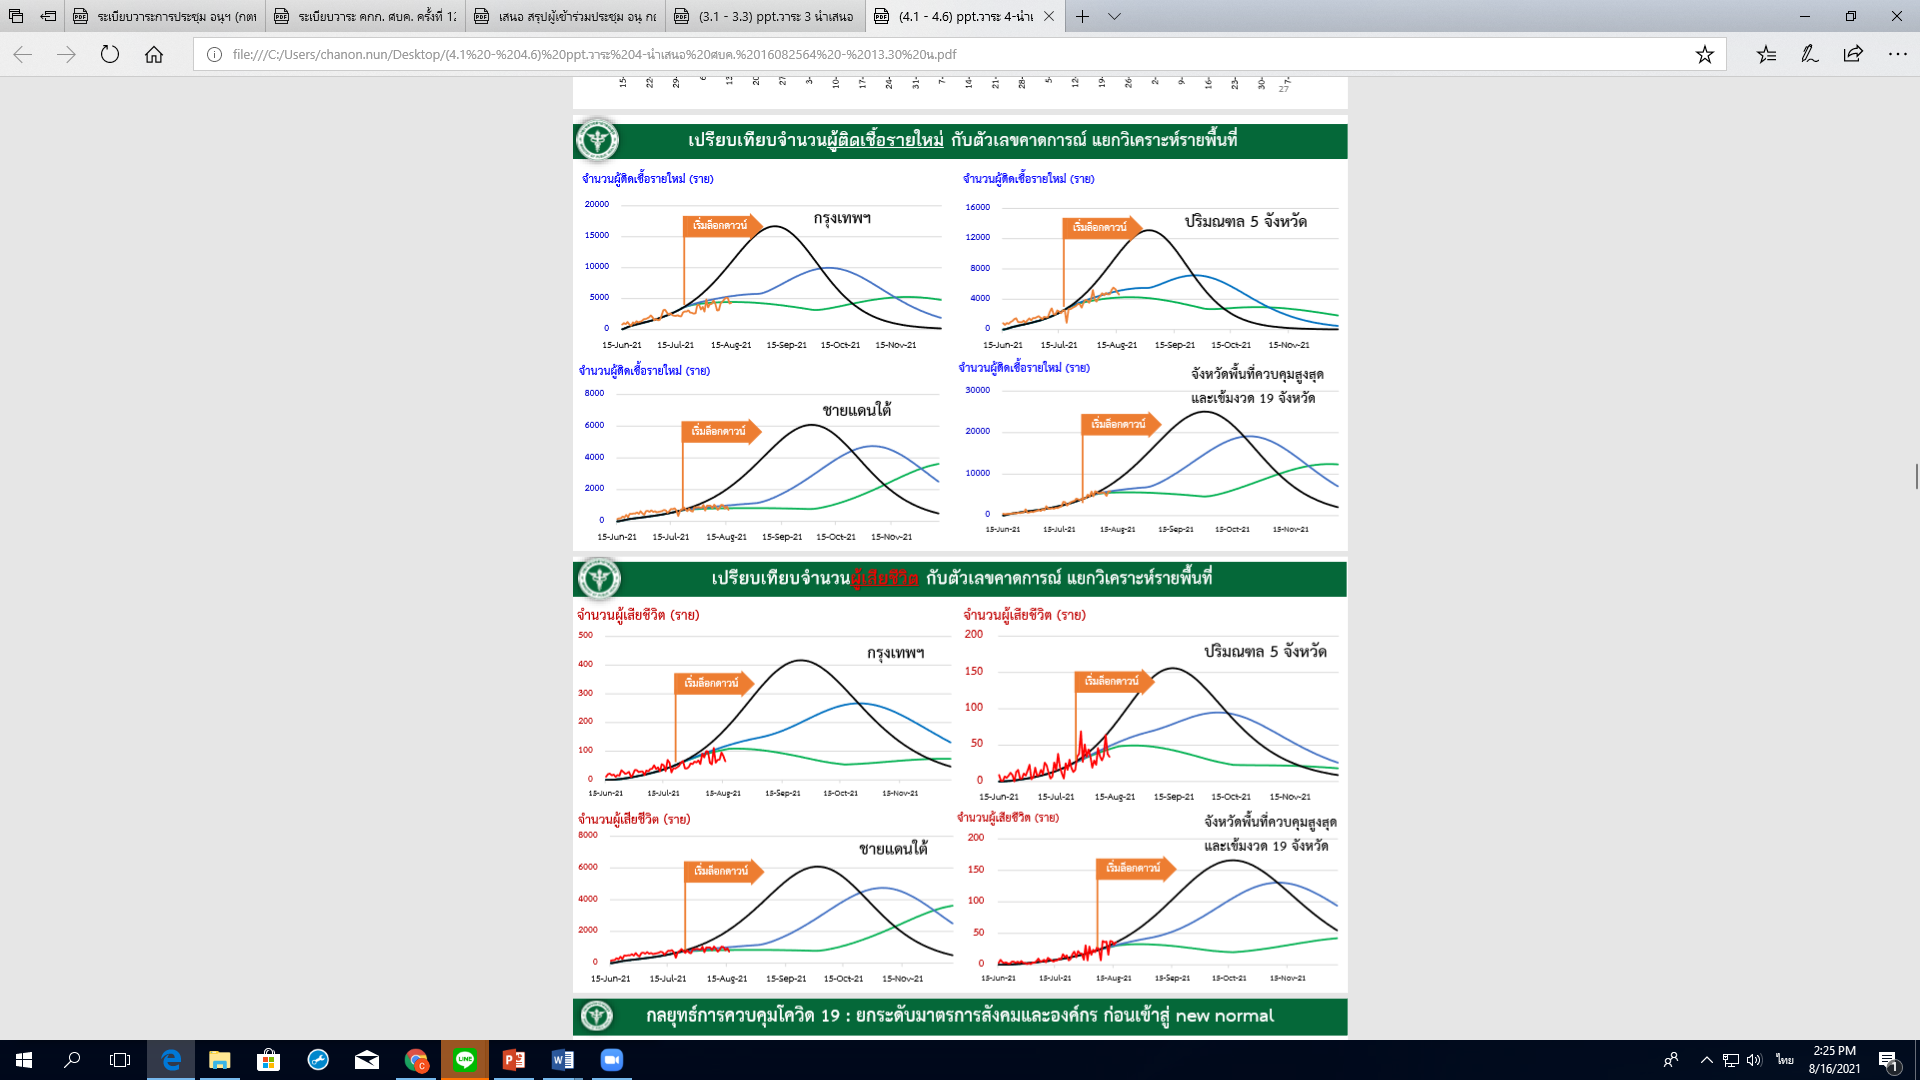 ระเบียบวาระการประชุม อนุฯ (กตท
ระเบียบวาระ คกก. ศบค. ครั้งที่ 12
เสนอ สรุปผู้เข้าร่วมประชุม อนุ กถ
(3.1 - 3.3) ppt.วาระ 3 นำเสนอ
(4.1 - 4.6) ppt.วาระ 4-นำเ
file:///C:/Users/chanon.nun/Desktop/(4.1%20-%204.6)%20ppt.วาระ%204-นำเสนอ%20ศบค.%2016082564%20-%2013.30%20น.pdf
15- 22- 29- 6 13 20 27 3- 10- 17- 24- 31- 7- 14- 21- 28- 5- 12- 19- 26- 2- 9- 16- 23- 30- 27-
27
เปรียบเทียบจำนวนผู้ติดเชื้อรายใหม่ กับตัวเลขคาดการณ์ แยกวิเคราะห์รายพื้นที่
จำนวนผู้ติดเชื้อรายใหม่ (ราย)
กรุงเทพฯ
เริ่มล็อกดาวน์
20000
15000
10000
5000
0
15-Jun-21 15-Jul-21 15-Aug-21 15-Sep-21 15-Oct-21 15-Nov-21
จำนวนผู้ติดเชื้อรายใหม่ (ราย)
ปริมณฑล 5 จังหวัด
เริ่มล็อกดาวน์
16000
12000
8000
4000
0
15-Jun-21 15-Jul-21 15-Aug-21 15-Sep-21 15-Oct-21 15-Nov-21
จำนวนผู้ติดเชื้อรายใหม่ (ราย)
ชายแดนใต้
เริ่มล็อกดาวน์
8000
6000
4000
2000
0
15-Jun-21 15-Jul-21 15-Aug-21 15-Sep-21 15-Oct-21 15-Nov-21
จำนวนผู้ติดเชื้อรายใหม่ (ราย)
จังหวัดพื้นที่ควบคุมสูงสุด
และเข้มงวด 19 จังหวัด
เริ่มล็อกดาวน์
30000
20000
10000
0
15-Jun-21 15-Jul-21 15-Aug-21 15-Sep-21 15-Oct-21 15-Nov-21
เปรียบเทียบจำนวนผู้เสียชีวิต กับตัวเลขคาดการณ์ แยกวิเคราะห์รายพื้นที่
จำนวนผู้เสียชีวิต (ราย)
กรุงเทพฯ
เริ่มล็อกดาวน์
500
400
300
200
100
0
15-Jun-21 15-Jul-21 15-Aug-21 15-Sep-21 15-Oct-21 15-Nov-21
จำนวนผู้เสียชีวิต (ราย)
ปริมณฑล 5 จังหวัด
เริ่มล็อกดาวน์
200
150
100
50
0
15-Jun-21 15-Jul-21 15-Aug-21 15-Sep-21 15-Oct-21 15-Nov-21
จำนวนผู้เสียชีวิต (ราย)
ชายแดนใต้
เริ่มล็อกดาวน์
8000
6000
4000
2000
0
15-Jun-21 15-Jul-21 15-Aug-21 15-Sep-21 15-Oct-21 15-Nov-21
จำนวนผู้เสียชีวิต (ราย)
จังหวัดพื้นที่ควบคุมสูงสุด
และเข้มงวด 19 จังหวัด
เริ่มล็อกดาวน์
200
150
100
50
0
15-Jun-21 15-Jul-21 15-Aug-21 15-Sep-21 15-Oct-21 15-Nov-21
กลยุทธ์การควบคุมโควิด 19 : ยกระดับมาตรการสังคมและองค์กร ก่อนเข้าสู่ new normal
ไทย
2:25 PM
8/16/2021
1